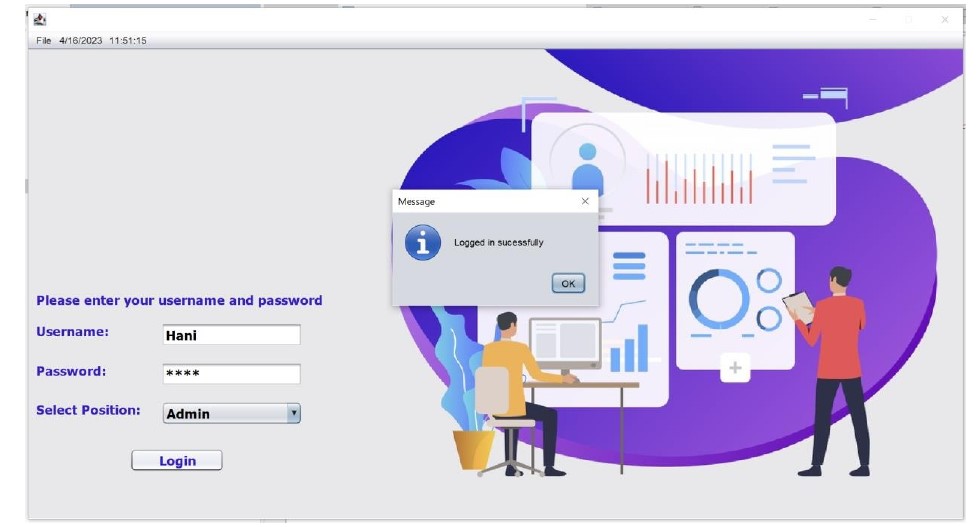 File 4/16/2023 11:51:15
Message
Logged in sucessfully
OK
Please enter your username and password
Username: Hani
Password: ****
Select Position: Admin
Login